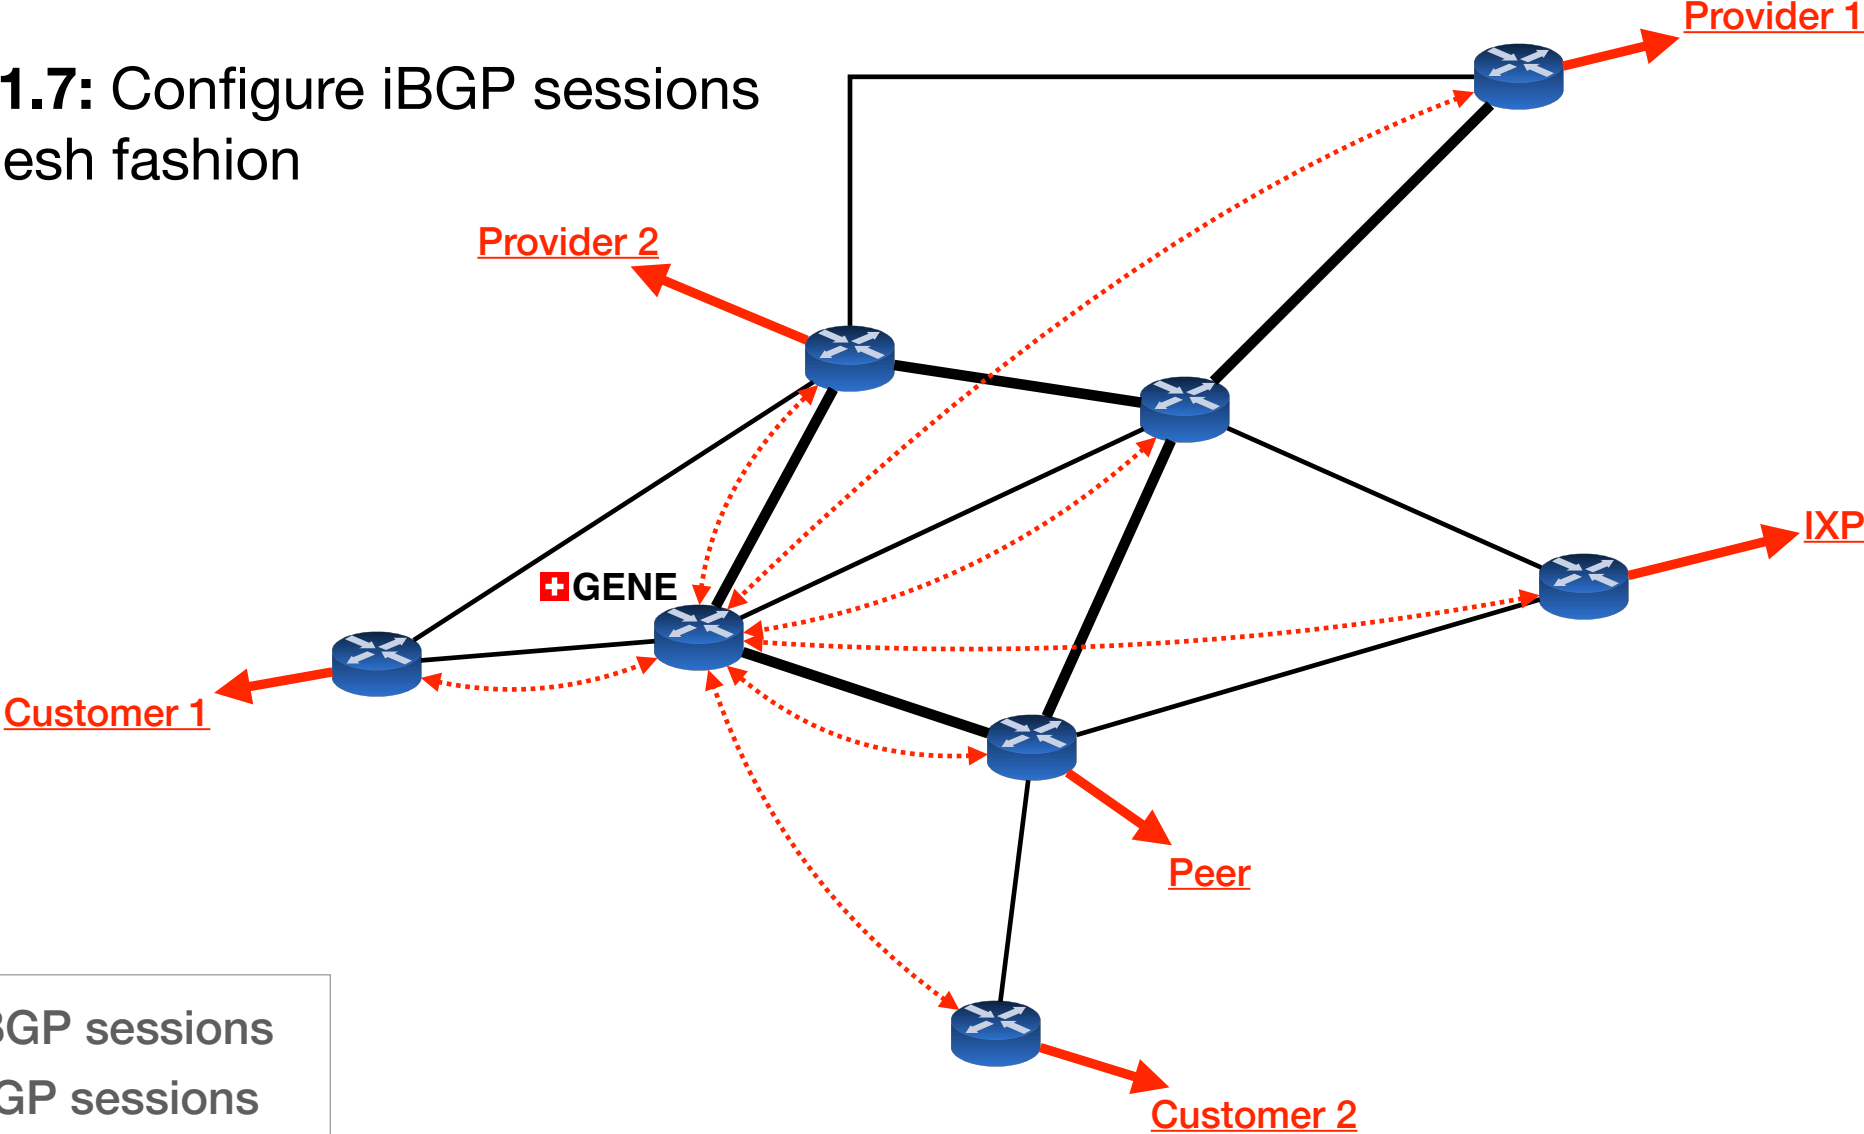 1.7: Configure iBGP sessions
esh fashion
Provider 1
Provider 2
IXP
GENE
Customer 1
Peer
BGP sessions
GP sessions
Customer 2